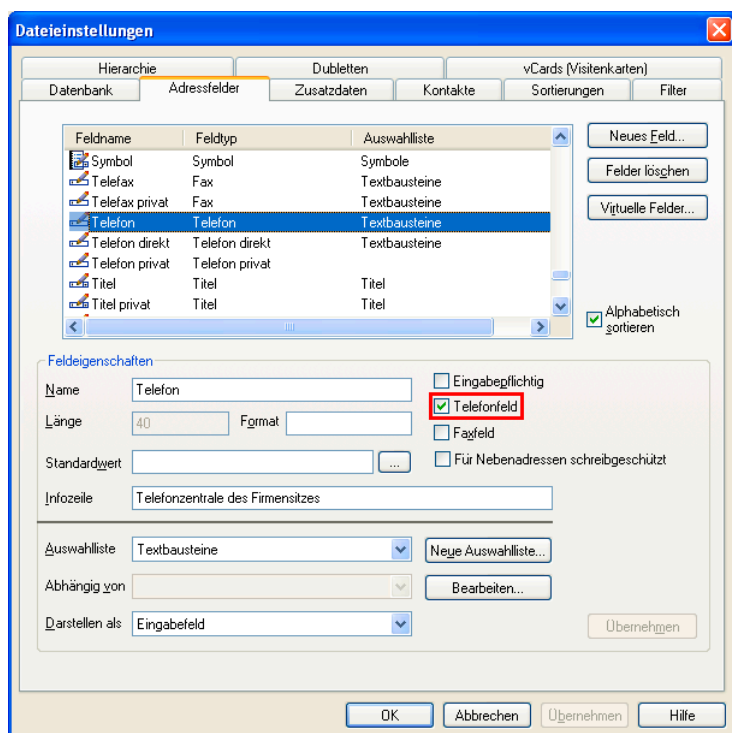 Dateieinstellungen
Hierarchie Dubletten vCards (Visitenkarten)
Datenbank Adressfelder Zusatzdaten Kontakte Sortierungen Filter
Feldname Feldtyp Auswahlliste
Symbol Symbol Symbole
Telefax Fax Textbausteine
Telefax privat Fax Textbausteine
Telefon Telefon Textbausteine
Telefon direkt Telefon direkt Textbausteine
Telefon privat Telefon privat
Titel Titel Titel
Titel privat Titel Titel
Neues Feld...
Felder löschen
Virtuelle Felder...
Alphabetisch
sortieren
Feldeigenschaften
Name Telefon
Länge 40 Format
Standardwert ...
Infozeile Telefonzentrale des Firmensitzes
Eingabepflichtig
Telefonfeld
Faxfeld
Für Nebenadressen schreibgeschützt
Auswahlliste Textbausteine Neue Auswahlliste...
Abhängig von Bearbeiten...
Darstellen als Eingabefeld Übernehmen
OK Abbrechen Übernehmen Hilfe